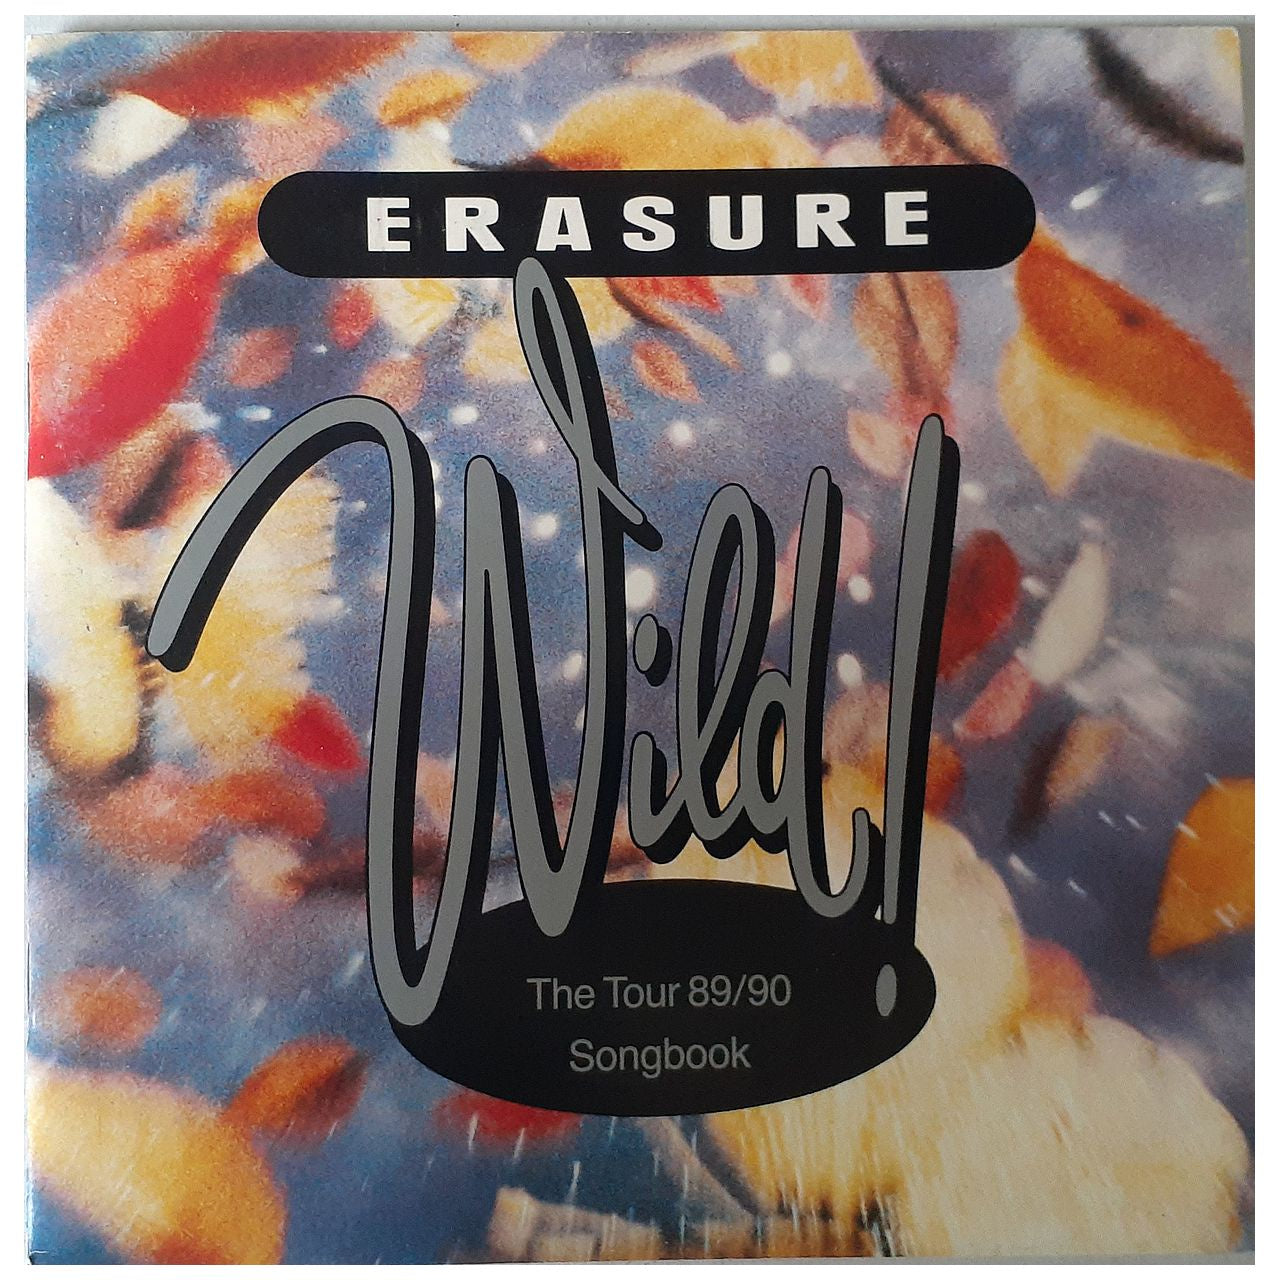 ERASURE
Wild!
The Tour 89/90
Songbook